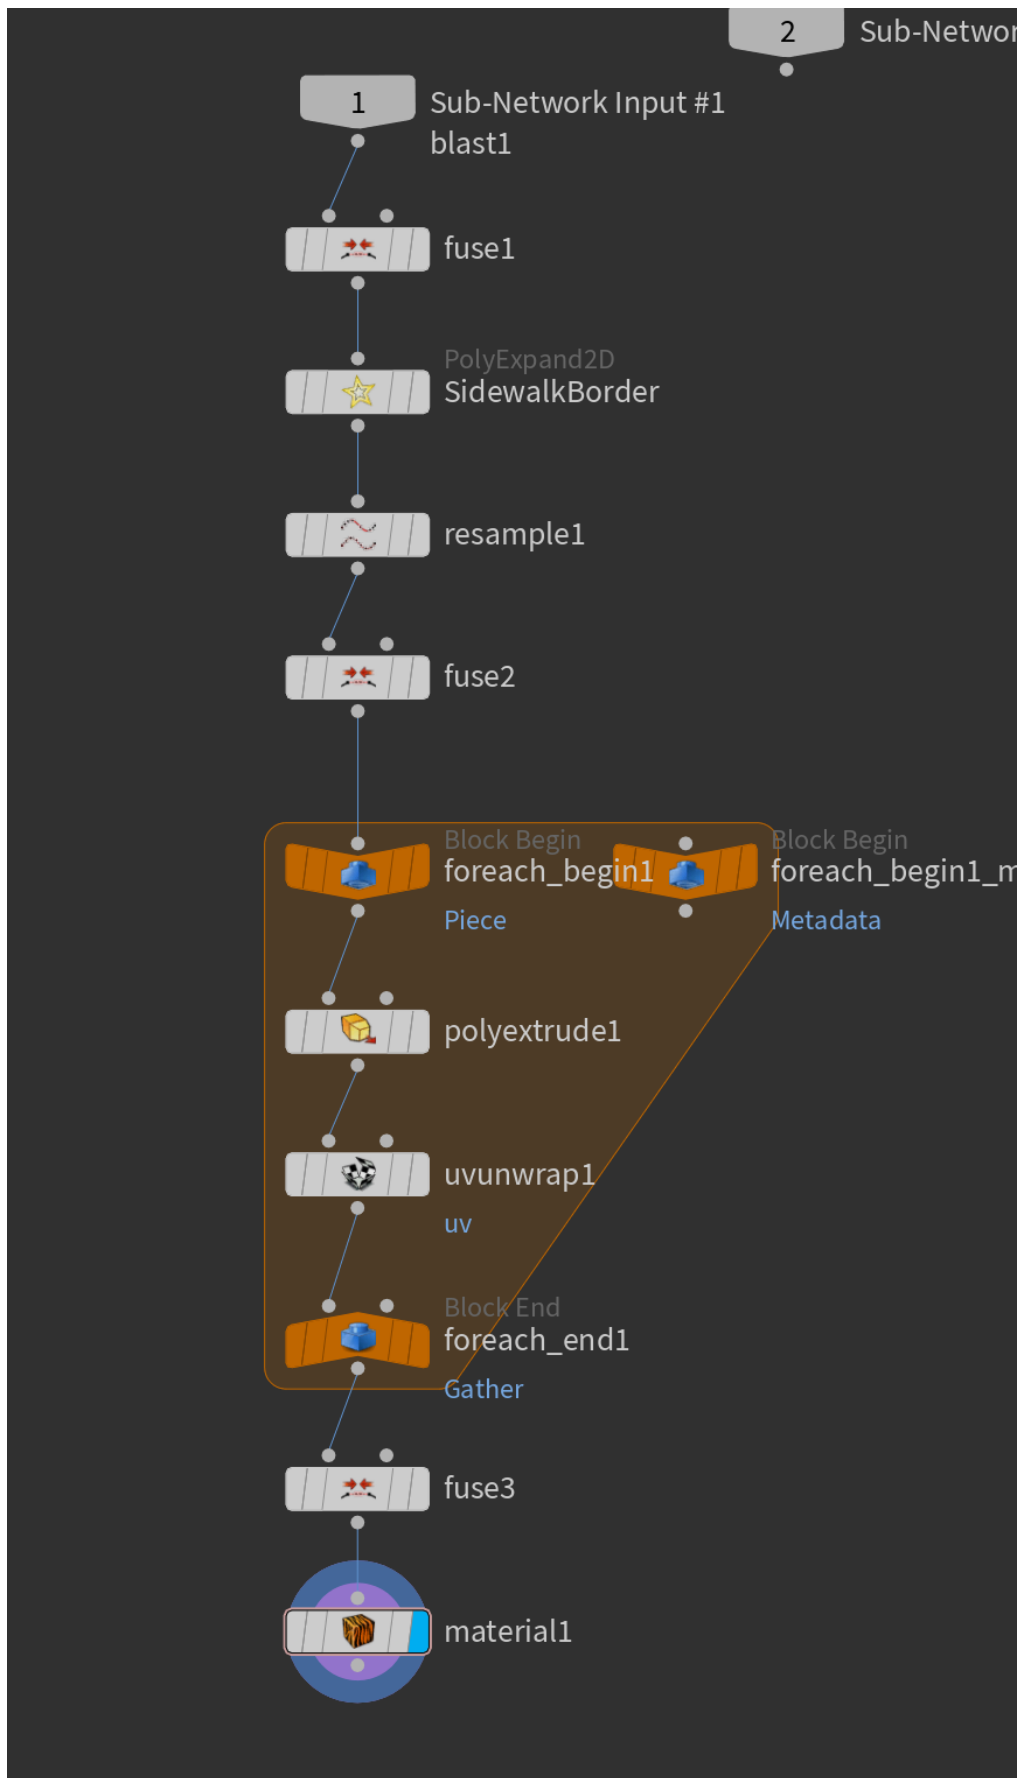 2 Sub-Networ
1 Sub-Network Input #1
blast1
fuse1
PolyExpand2D
SidewalkBorder
resample1
fuse2
Block Begin
foreach_begin1
Piece
Block Begin
foreach_begin1_m
Metadata
polyextrude1
uvunwrap1
uv
Block End
foreach_end1
Gather
fuse3
material1